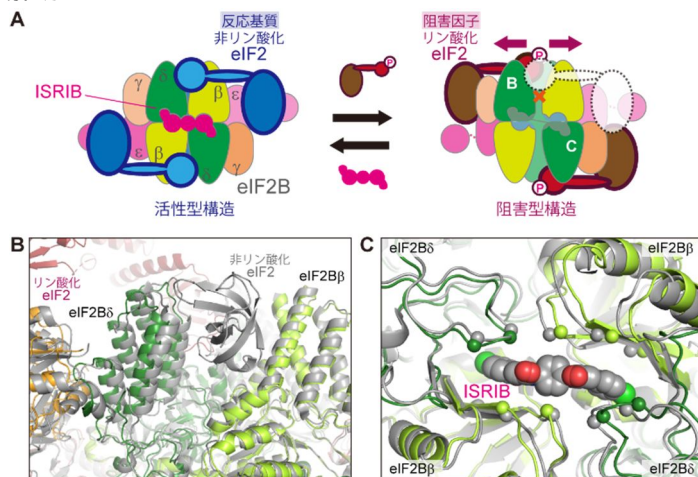 A
反応基質
非リン酸化
eIF2
阻害因子
リン酸化
eIF2
P
P
B
ISRIB
γ
δ
β
ε
ε
β
δ
γ
C
eIF2B
P
活性型構造
阻害型構造
B
リン酸化
eIF2
eIF2Bδ
非リン酸化
eIF2
eIF2Bβ
C
eIF2Bδ
eIF2Bβ
ISRIB
eIF2Bβ
eIF2Bδ